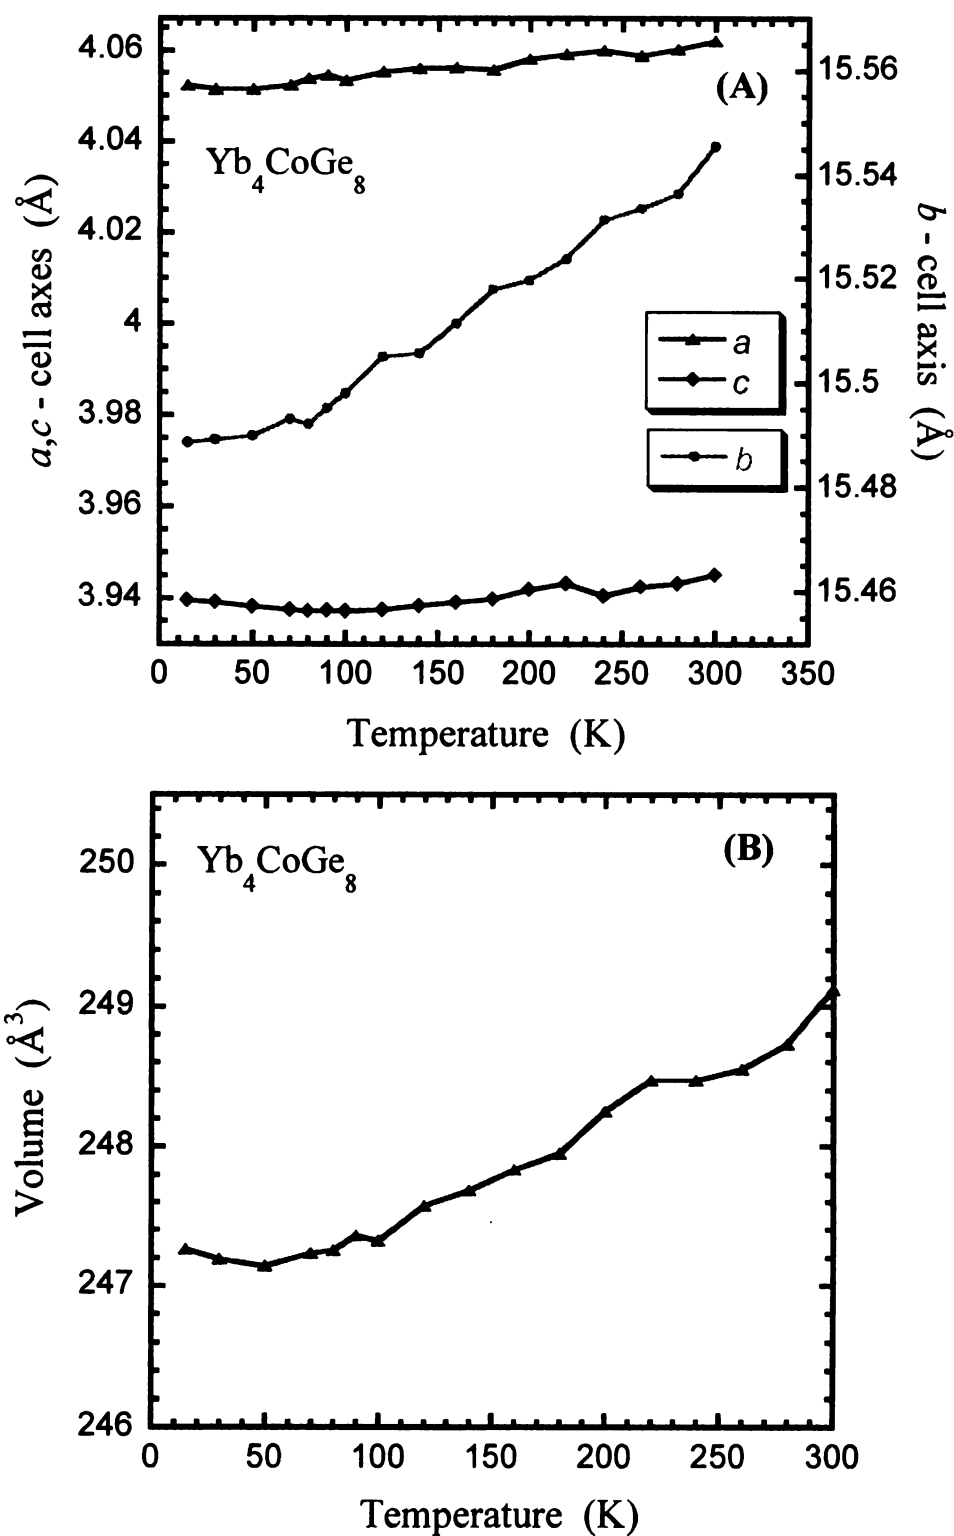 4.06
4.04
4.02
4
3.98
3.96
3.94
a,c - cell axes (Å)
(A)
Yb4CoGe8
a
c
b
15.56
15.54
15.52
15.5
15.48
15.46
b - cell axis (Å)
0 50 100 150 200 250 300 350
Temperature (K)
250
249
248
247
246
Volume (Å³)
Yb4CoGe8
(B)
0 50 100 150 200 250 300
Temperature (K)